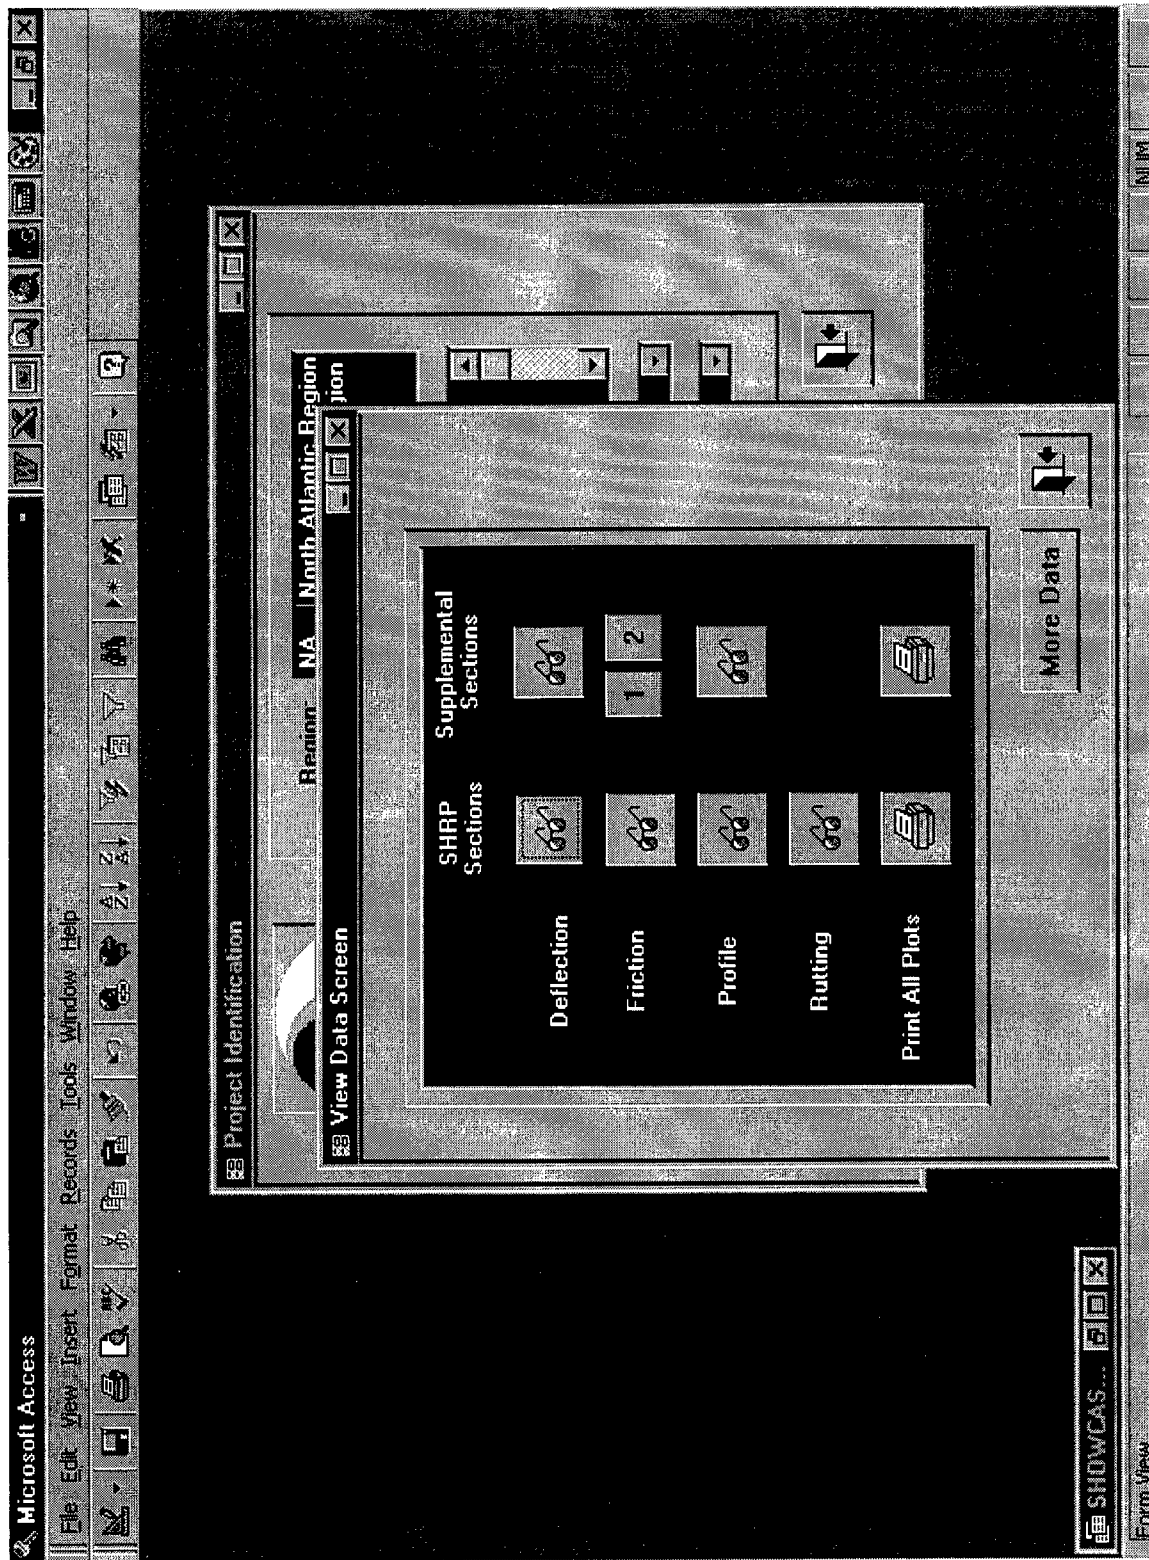 Microsoft Access
File Edit View Insert Format Records Tools Window Help
Project Identification
Region NA North Atlantic Region
gion
View Data Screen
SHRP Sections
Supplemental Sections
Deflection
Friction 1 2
Profile
Rutting
Print All Plots
More Data
SHOWCAS...
Form View NUM